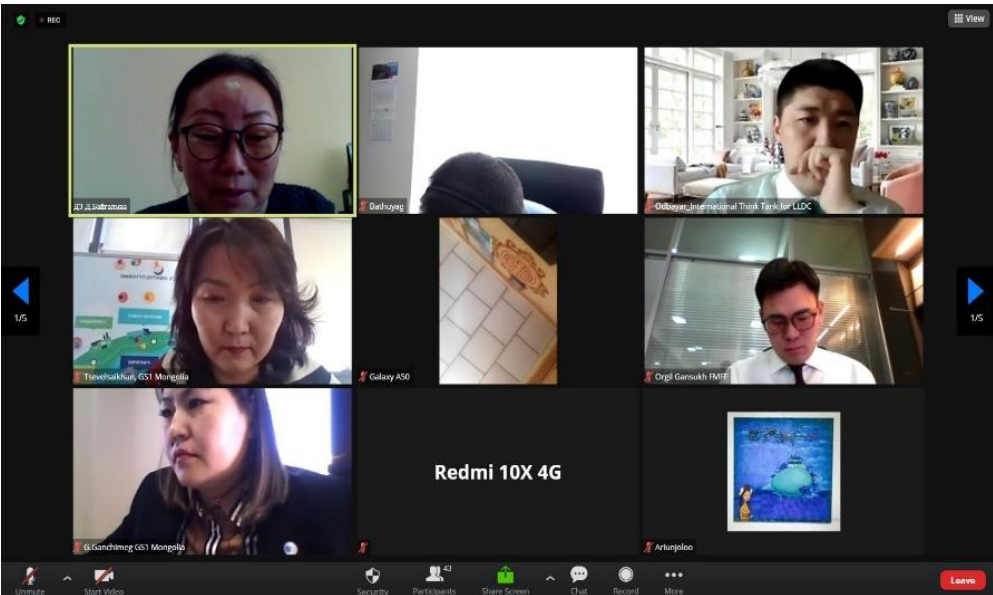 REC
View
Bathuyag
Odbayar_International Think Tank for LLDC
1/5
1/5
Tsevelsaikhan, GS1 Mongolia
Galaxy A50
Orgil Gansukh FMFF
G.Ganchimeg GS1 Mongolia
Redmi 10X 4G
Ariunjoloo
Unmute
Start Video
Security
Participants
43
Share Screen
Chat
Record
More
Leave